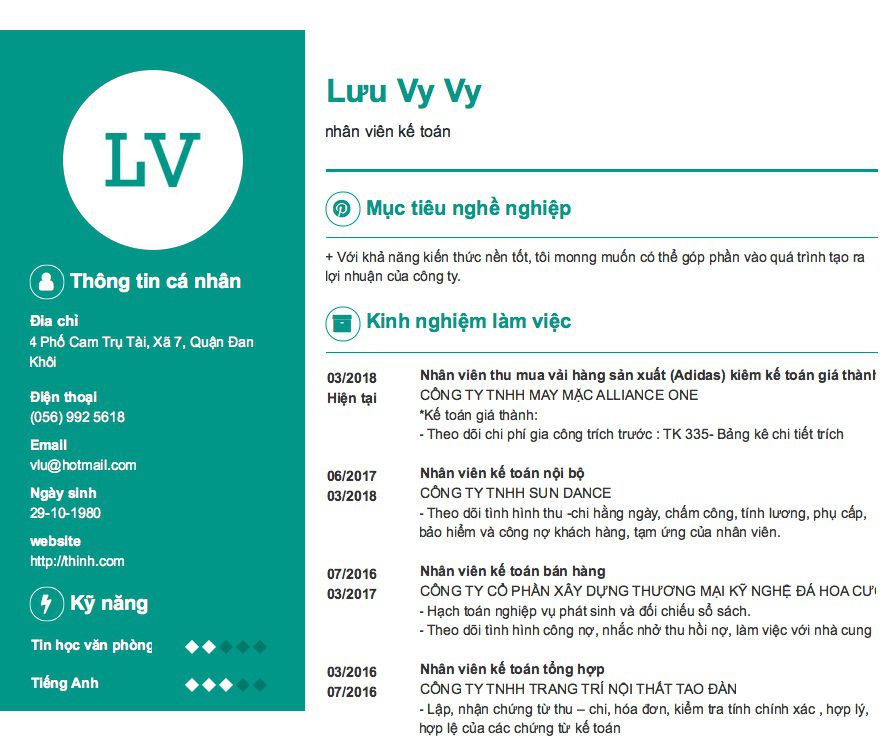 LV
Thông tin cá nhân
Địa chỉ
4 Phố Cam Trụ Tài, Xã 7, Quận Đan
Khôi
Điện thoại
(056) 992 5618
Email
vlu@hotmail.com
Ngày sinh
29-10-1980
website
http://thinh.com
Kỹ năng
Tin học văn phòng
Tiếng Anh
Lưu Vy Vy
nhân viên kế toán
Mục tiêu nghề nghiệp
+ Với khả năng kiến thức nền tốt, tôi monng muốn có thể góp phần vào quá trình tạo ra
lợi nhuận của công ty.
Kinh nghiệm làm việc
03/2018
Hiện tại
Nhân viên thu mua vải hàng sản xuất (Adidas) kiêm kế toán giá thành
CÔNG TY TNHH MAY MẶC ALLIANCE ONE
*Kế toán giá thành:
- Theo dõi chi phí gia công trích trước : TK 335- Bảng kê chi tiết trích
06/2017
03/2018
Nhân viên kế toán nội bộ
CÔNG TY TNHH SUN DANCE
- Theo dõi tình hình thu -chi hằng ngày, chấm công, tính lương, phụ cấp,
bảo hiểm và công nợ khách hàng, tạm ứng của nhân viên.
07/2016
03/2017
Nhân viên kế toán bán hàng
CÔNG TY CỔ PHẦN XÂY DỰNG THƯƠNG MẠI KỸ NGHỆ ĐÁ HOA CƯƠ
- Hạch toán nghiệp vụ phát sinh và đối chiếu sổ sách.
- Theo dõi tình hình công nợ, nhắc nhở thu hồi nợ, làm việc với nhà cung
03/2016
07/2016
Nhân viên kế toán tổng hợp
CÔNG TY TNHH TRANG TRÍ NỘI THẤT TAO ĐÀN
- Lập, nhận chứng từ thu – chi, hóa đơn, kiểm tra tính chính xác , hợp lý,
hợp lệ của các chứng từ kế toán